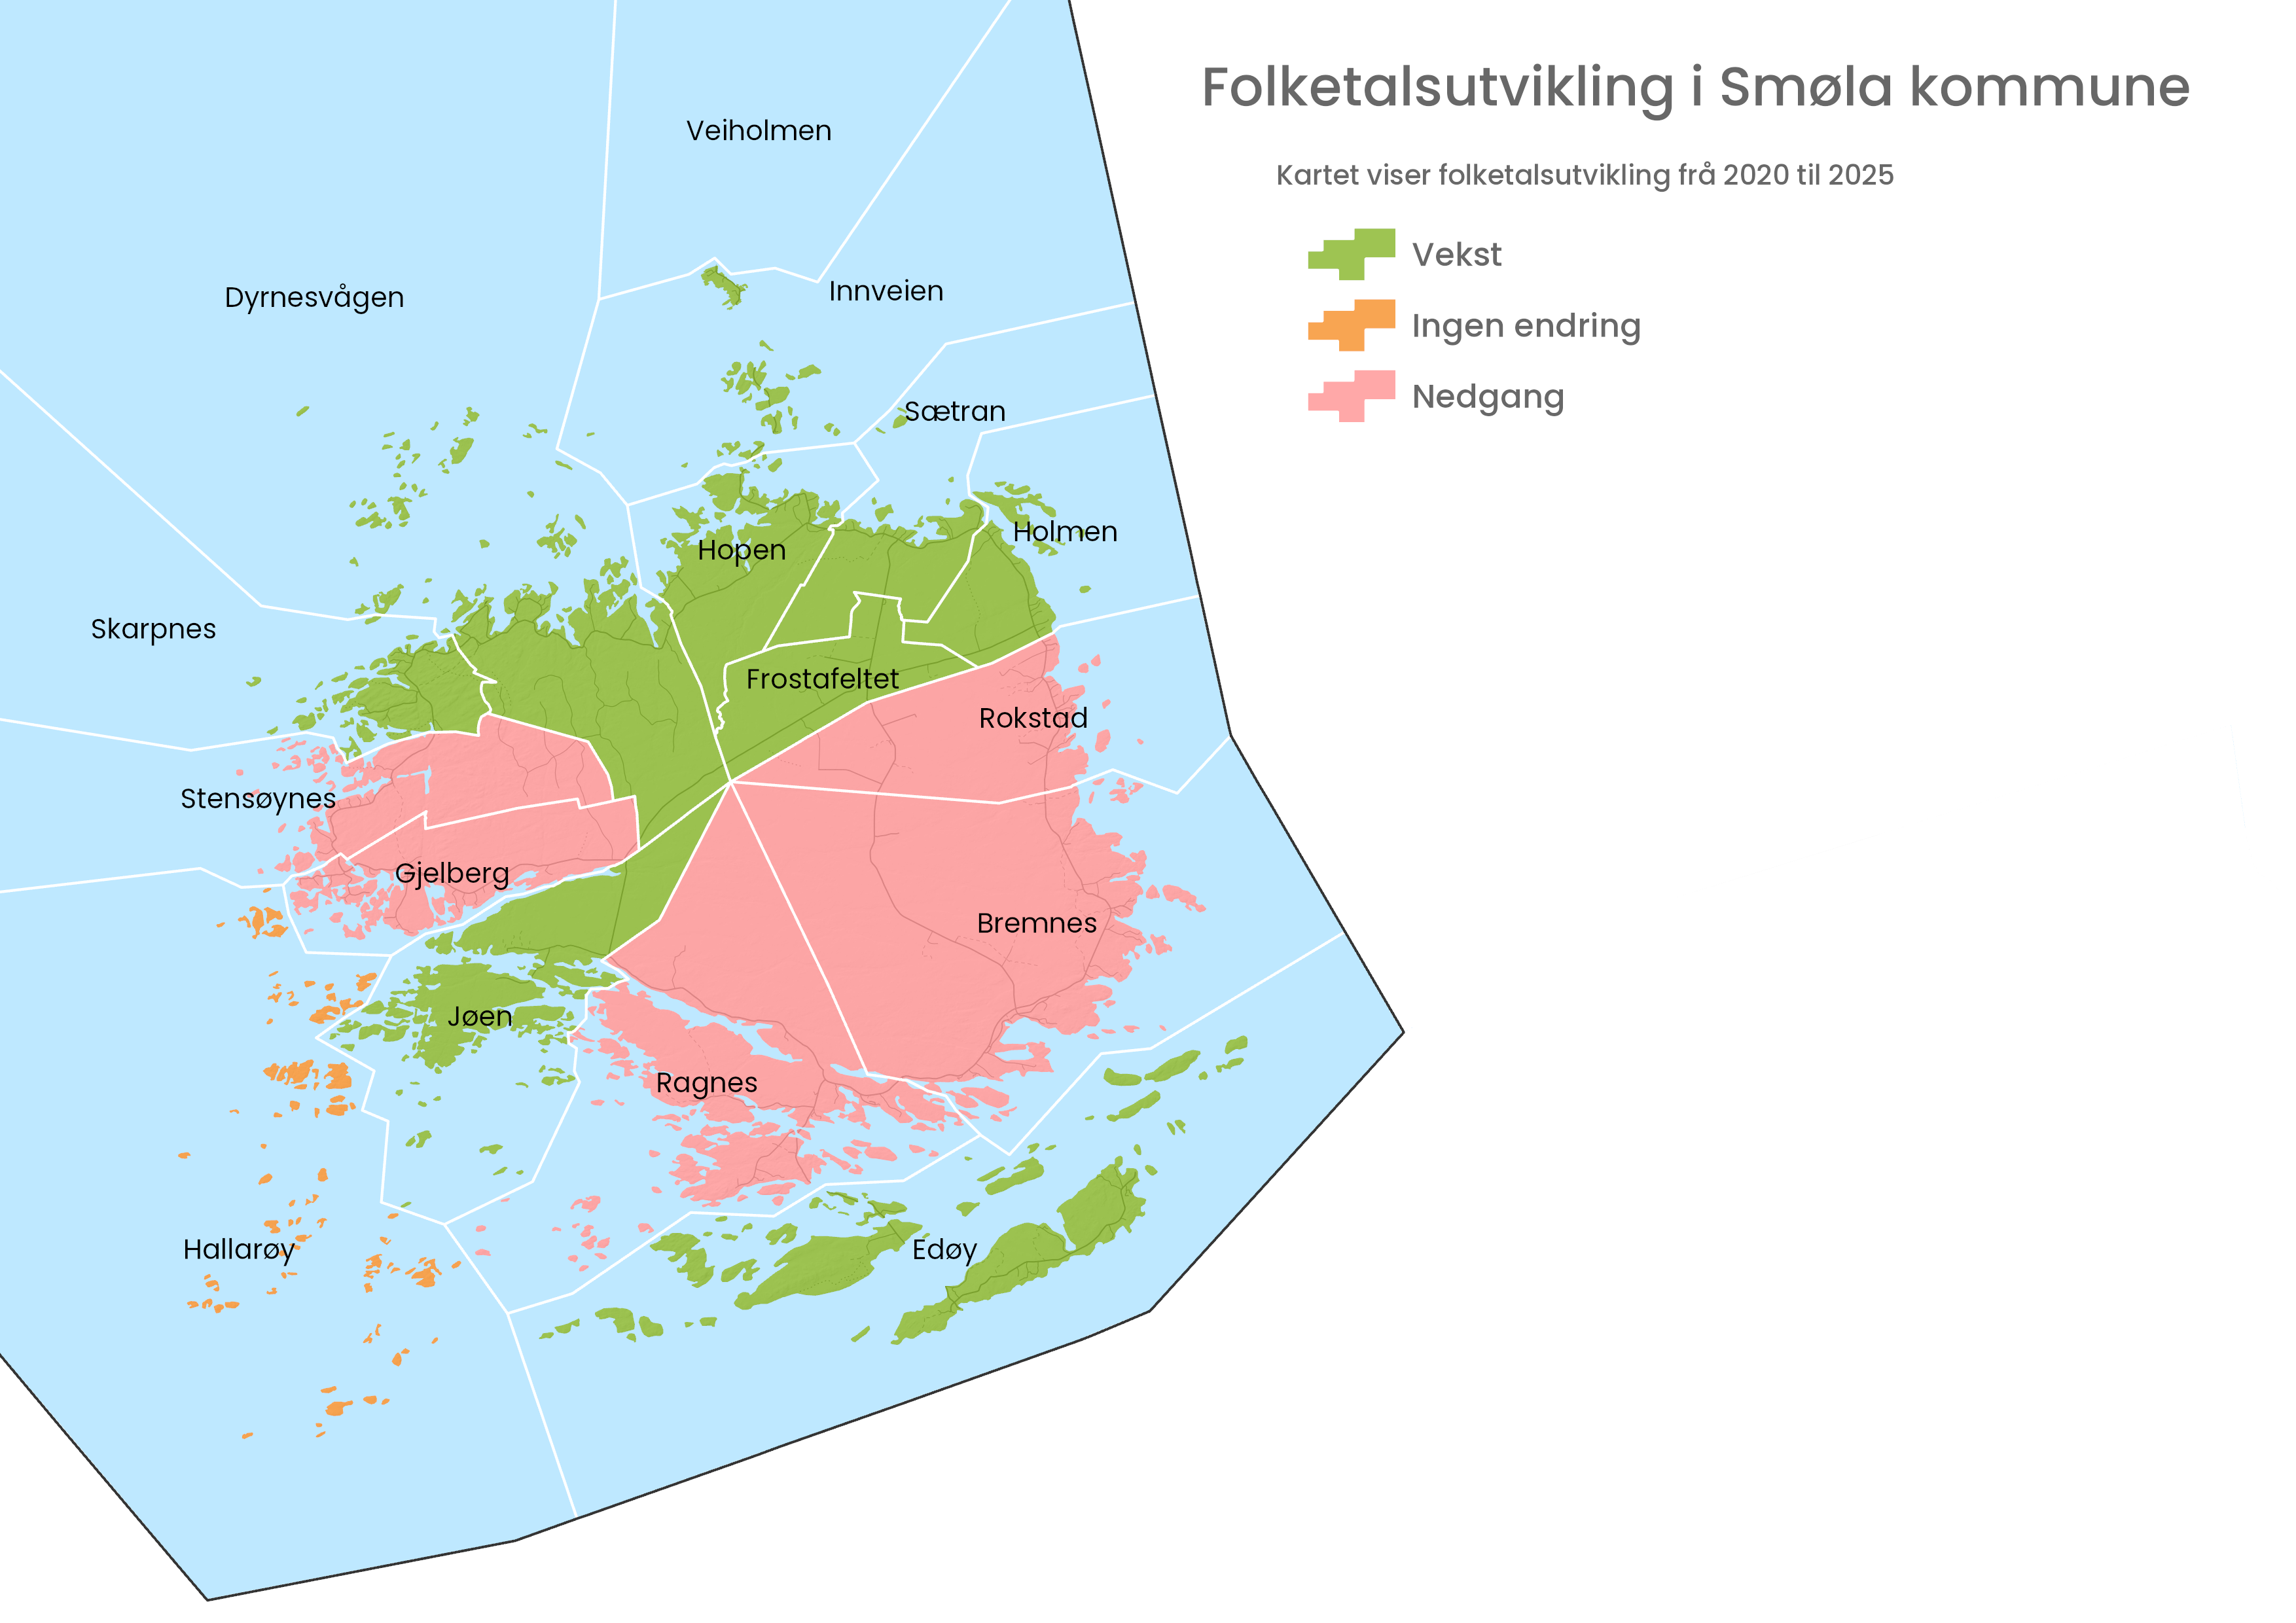 Folketalsutvikling i Smøla kommune
Kartet viser folketalsutvikling frå 2020 til 2025
Vekst
Ingen endring
Nedgang
Veiholmen
Innveien
Dyrnesvågen
Sætran
Holmen
Hopen
Skarpnes
Frostafeltet
Rokstad
Stensøynes
Gjelberg
Bremnes
Jøen
Ragnes
Hallarøy
Edøy